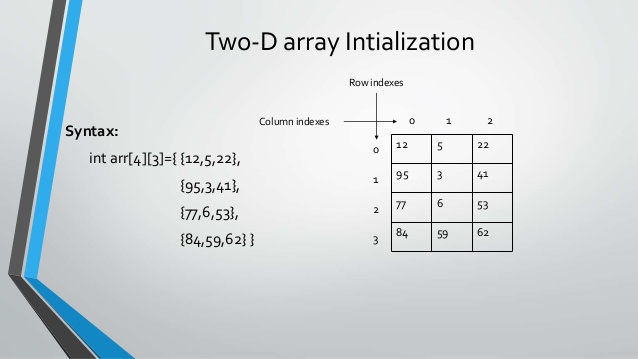 Two-D array Intialization
Row indexes
Column indexes
0 1 2
Syntax:
int arr[4][3]={ {12,5,22},
{95,3,41},
{77,6,53},
{84,59,62} }
0 12 5 22
1 95 3 41
2 77 6 53
3 84 59 62